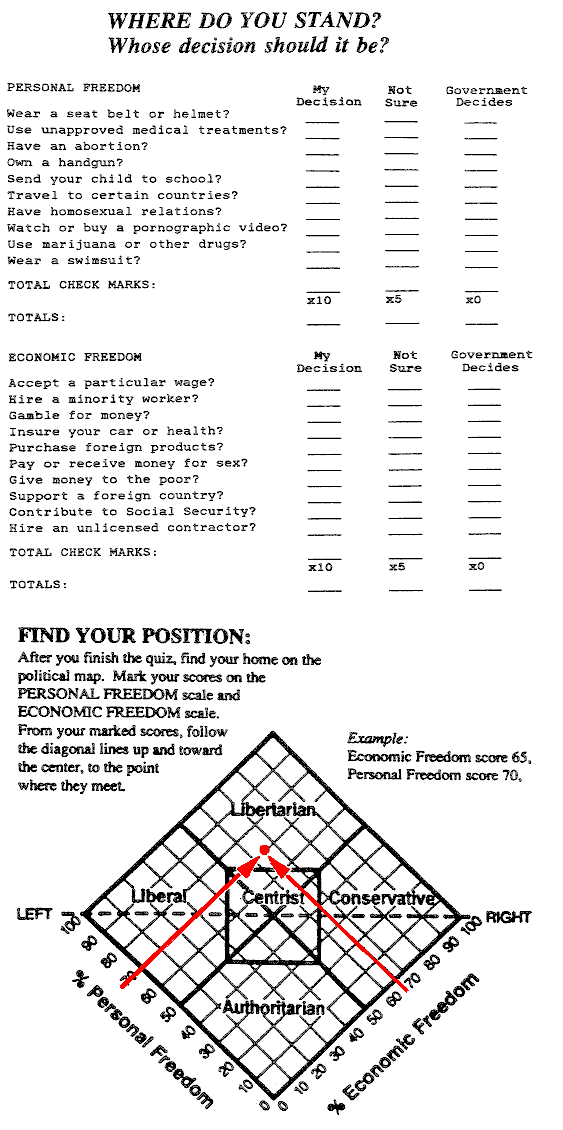 WHERE DO YOU STAND?
Whose decision should it be?
PERSONAL FREEDOM My Decision Not Sure Government Decides
Wear a seat belt or helmet?
Use unapproved medical treatments?
Have an abortion?
Own a handgun?
Send your child to school?
Travel to certain countries?
Have homosexual relations?
Watch or buy a pornographic video?
Use marijuana or other drugs?
Wear a swimsuit?
TOTAL CHECK MARKS:
x10 x5 x0
TOTALS:
ECONOMIC FREEDOM My Decision Not Sure Government Decides
Accept a particular wage?
Hire a minority worker?
Gamble for money?
Insure your car or health?
Purchase foreign products?
Pay or receive money for sex?
Give money to the poor?
Support a foreign country?
Contribute to Social Security?
Hire an unlicensed contractor?
TOTAL CHECK MARKS:
x10 x5 x0
TOTALS:
FIND YOUR POSITION:
After you finish the quiz, find your home on the
political map. Mark your scores on the
PERSONAL FREEDOM scale and
ECONOMIC FREEDOM scale.
From your marked scores, follow
the diagonal lines up and toward
the center, to the point
where they meet.
Example:
Economic Freedom score 65,
Personal Freedom score 70,
Libertarian
Liberal Centrist Conservative
LEFT RIGHT
Authoritarian
100 90 80 70 60 50 40 30 20 10 0
% Personal Freedom
0 10 20 30 40 50 60 70 80 90 100
% Economic Freedom